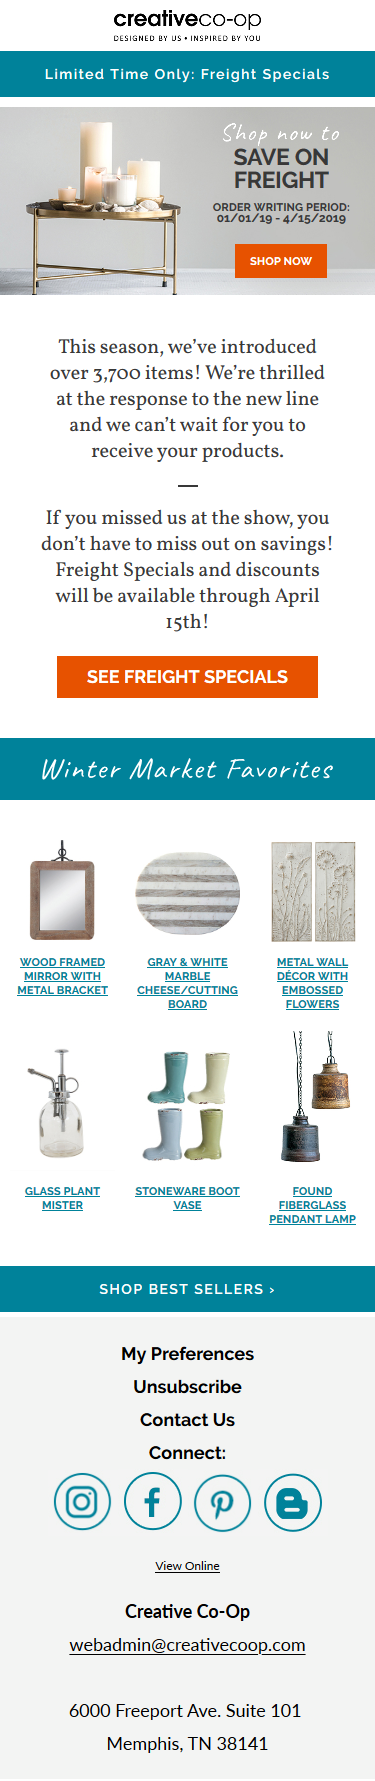 creativeco-op
DESIGNED BY US • INSPIRED BY YOU
Limited Time Only: Freight Specials
Shop now to
SAVE ON
FREIGHT
ORDER WRITING PERIOD:
01/01/19 - 4/15/2019
SHOP NOW
This season, we’ve introduced
over 3,700 items! We’re thrilled
at the response to the new line
and we can’t wait for you to
receive your products.
If you missed us at the show, you
don’t have to miss out on savings!
Freight Specials and discounts
will be available through April
15th!
SEE FREIGHT SPECIALS
Winter Market Favorites
WOOD FRAMED
MIRROR WITH
METAL BRACKET
GRAY & WHITE
MARBLE
CHEESE/CUTTING
BOARD
METAL WALL
DÉCOR WITH
EMBOSSED
FLOWERS
GLASS PLANT
MISTER
STONEWARE BOOT
VASE
FOUND
FIBERGLASS
PENDANT LAMP
SHOP BEST SELLERS ›
My Preferences
Unsubscribe
Contact Us
Connect:
View Online
Creative Co-Op
webadmin@creativecoop.com
6000 Freeport Ave. Suite 101
Memphis, TN 38141